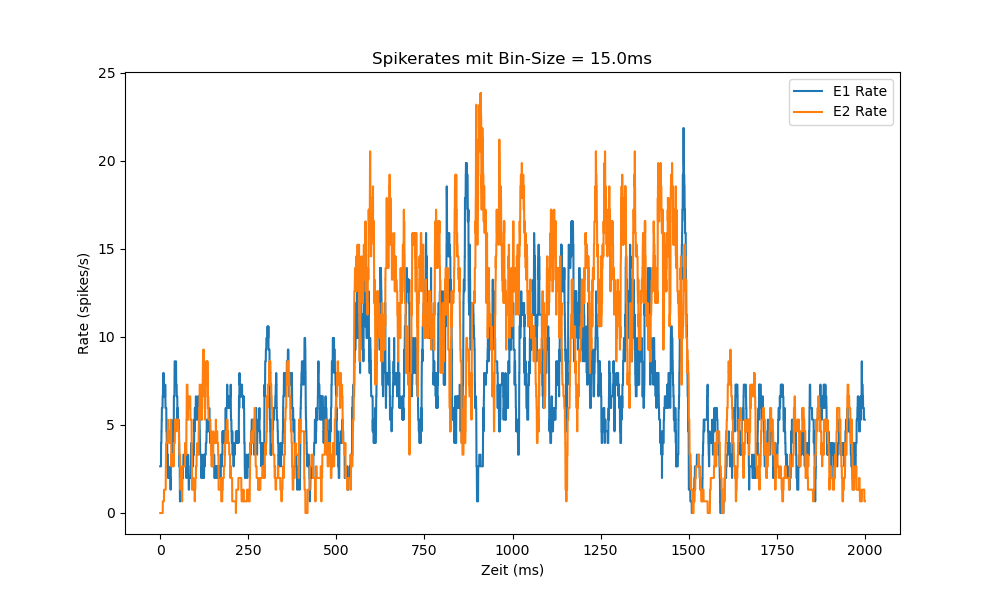 Spikerates mit Bin-Size = 15.0ms
E1 Rate
E2 Rate
25
20
15
10
5
0
Rate (spikes/s)
0 250 500 750 1000 1250 1500 1750 2000
Zeit (ms)